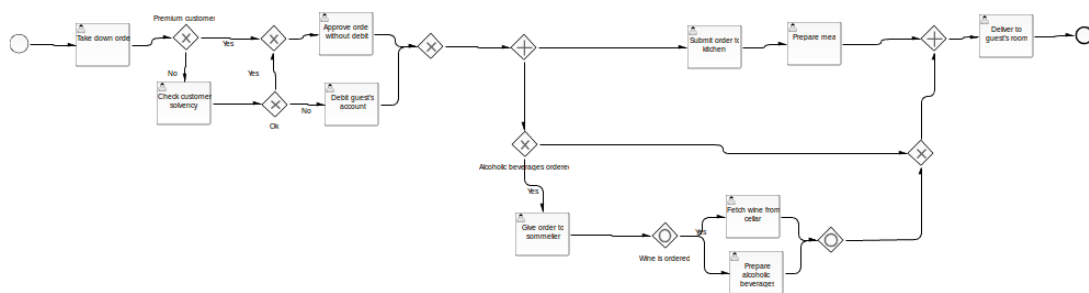 Premium customer
Take down orde
Yes
Approve orde
without debit
No
Check customer
solvency
Yes
Ok
No
Debit guest's
account
Submit order to
kitchen
Prepare mea
Deliver to
guest's room
Alcoholic beverages ordered
Yes
Give order to
sommelier
Wine is ordered
Yes
Fetch wine from
cellar
Prepare
alcoholic
beverages